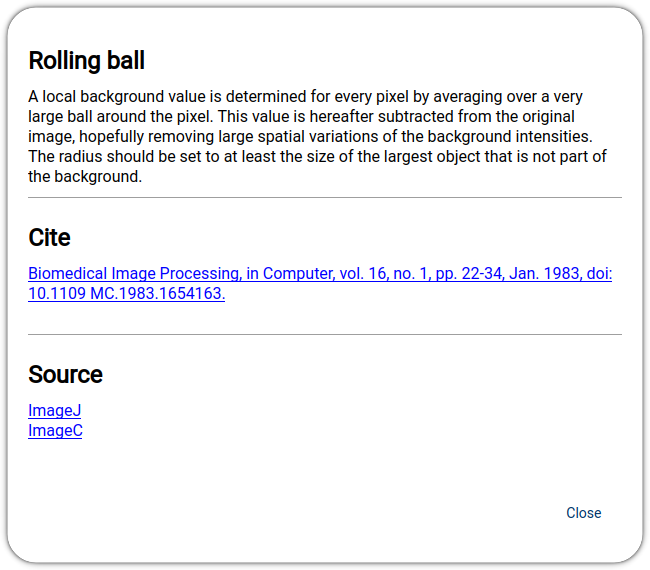 Rolling ball
A local background value is determined for every pixel by averaging over a very
large ball around the pixel. This value is hereafter subtracted from the original
image, hopefully removing large spatial variations of the background intensities.
The radius should be set to at least the size of the largest object that is not part of
the background.
Cite
Biomedical Image Processing, in Computer, vol. 16, no. 1, pp. 22-34, Jan. 1983, doi:
10.1109 MC.1983.1654163.
Source
ImageJ
ImageC
Close